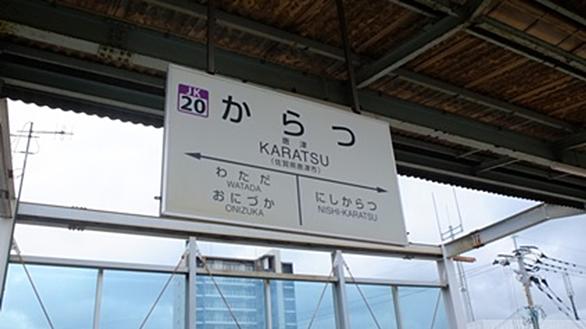 JK
20
からつ
唐津
KARATSU
(佐賀県唐津市)
わただ
WATADA
おにづか
ONIZUKA
にしからつ
NISHI-KARATSU